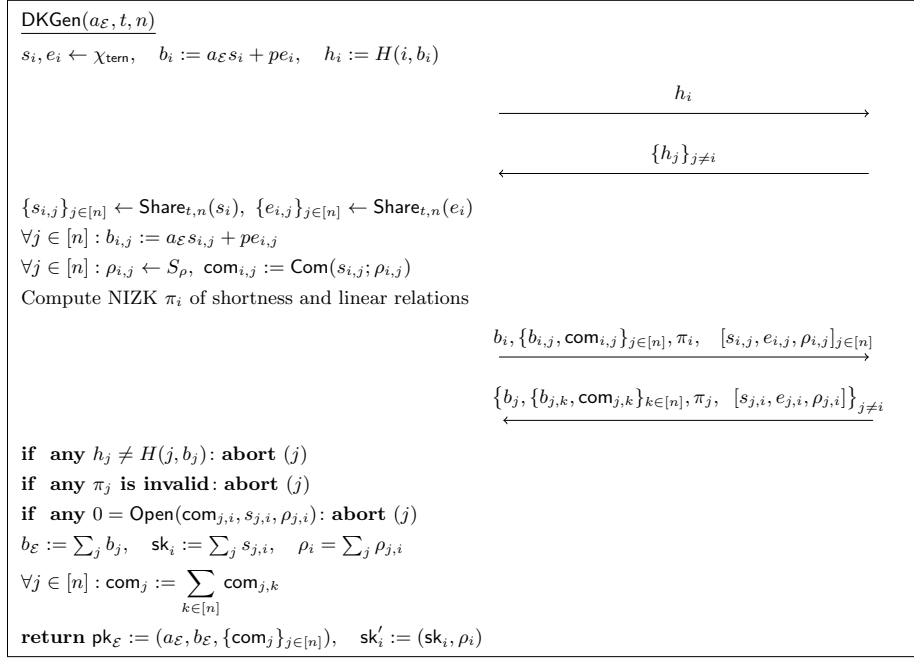 DKGen(a_ℰ, t, n)
s_i, e_i ← χ_tern, b_i := a_ℰ s_i + pe_i, h_i := H(i, b_i)
h_i
{h_j}_{j≠i}
{s_{i,j}}_{j∈[n]} ← Share_{t,n}(s_i), {e_{i,j}}_{j∈[n]} ← Share_{t,n}(e_i)
∀j ∈ [n] : b_{i,j} := a_ℰ s_{i,j} + pe_{i,j}
∀j ∈ [n] : ρ_{i,j} ← S_ρ, com_{i,j} := Com(s_{i,j}; ρ_{i,j})
Compute NIZK π_i of shortness and linear relations
b_i, {b_{i,j}, com_{i,j}}_{j∈[n]}, π_i, [s_{i,j}, e_{i,j}, ρ_{i,j}]_{j∈[n]}
{b_j, {b_{j,k}, com_{j,k}}_{k∈[n]}, π_j, [s_{j,i}, e_{j,i}, ρ_{j,i}]}_{j≠i}
if any h_j ≠ H(j, b_j) : abort (j)
if any π_j is invalid : abort (j)
if any 0 = Open(com_{j,i}, s_{j,i}, ρ_{j,i}) : abort (j)
b_ℰ := ∑_j b_j, sk_i := ∑_j s_{j,i}, ρ_i = ∑_j ρ_{j,i}
∀j ∈ [n] : com_j := ∑_{k∈[n]} com_{j,k}
return pk_ℰ := (a_ℰ, b_ℰ, {com_j}_{j∈[n]}), sk'_i := (sk_i, ρ_i)